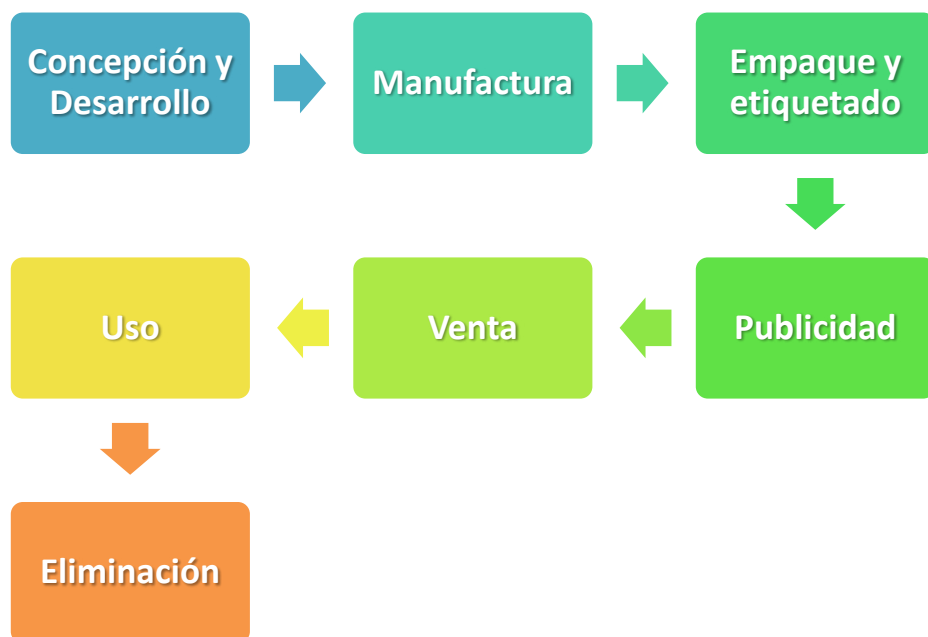 Concepción y
Desarrollo
Manufactura
Empaque y
etiquetado
Publicidad
Venta
Uso
Eliminación